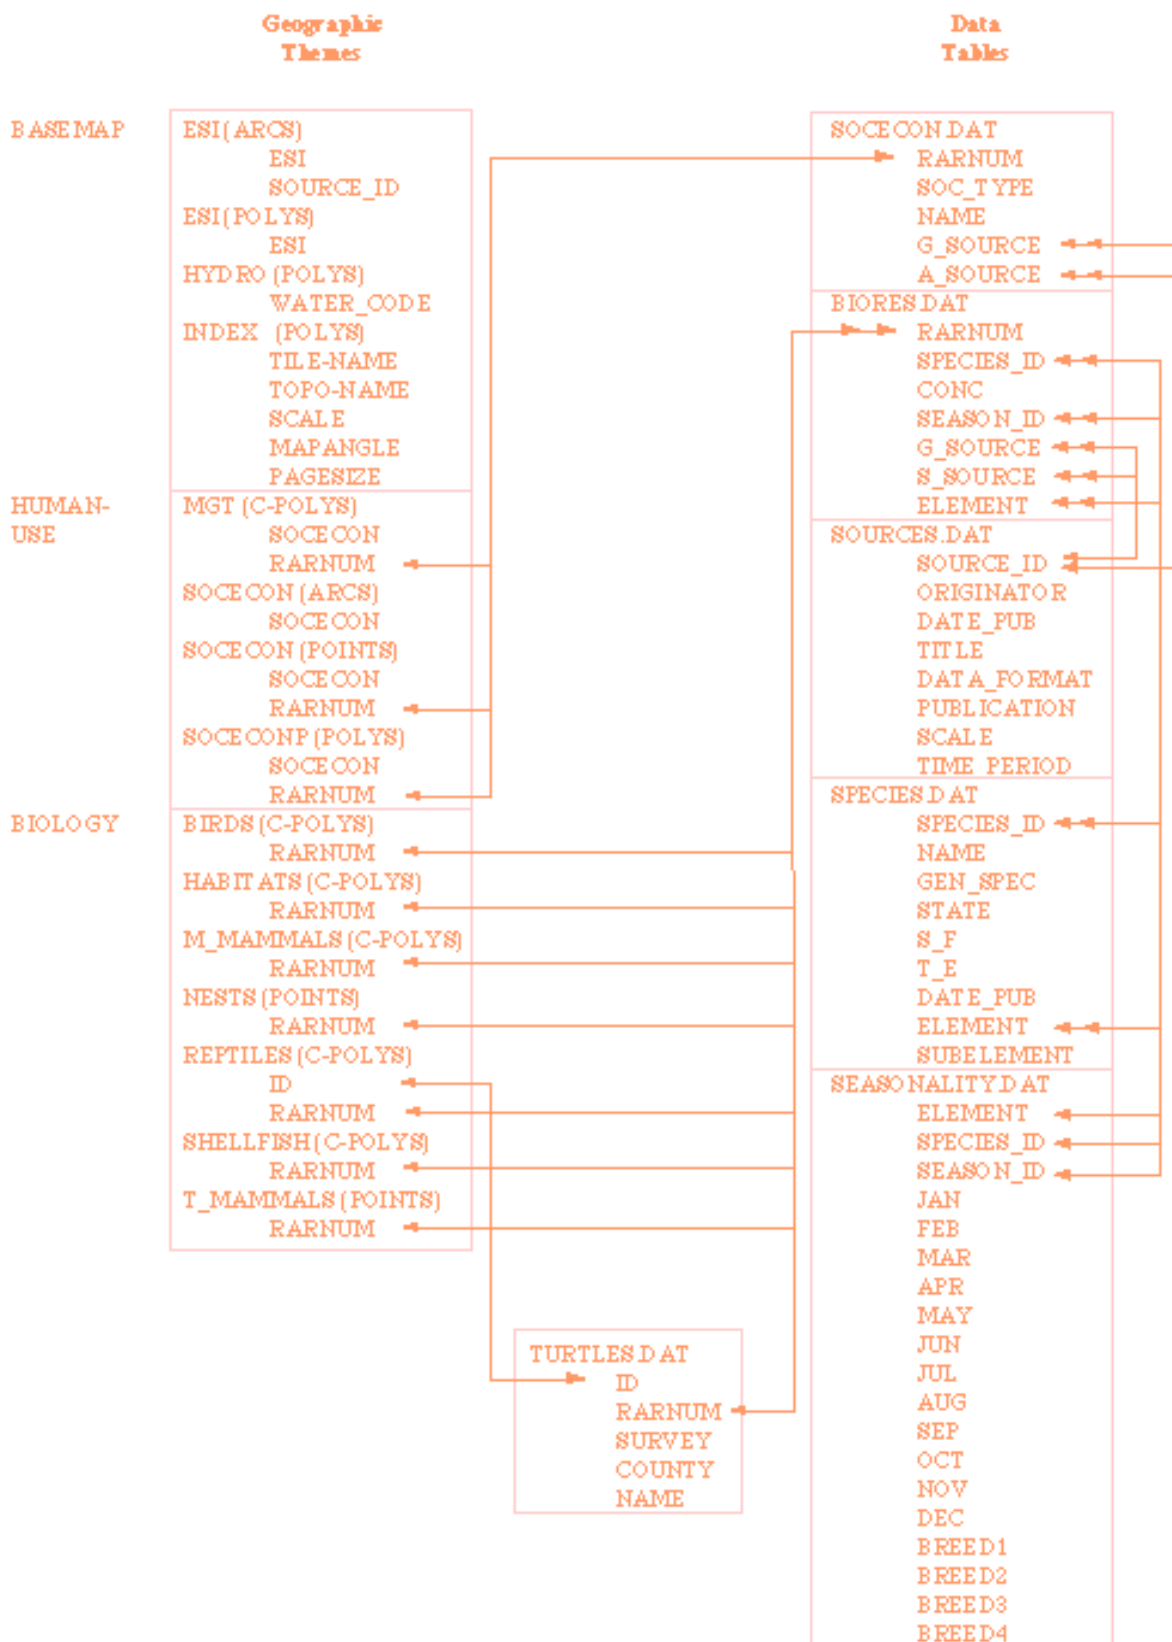 Geographic
Themes
BASEMAP
ESI (ARCS)
ESI
SOURCE_ID
ESI (POLYS)
ESI
HYDRO (POLYS)
WATER_CODE
INDEX (POLYS)
TILE-NAME
TOPO-NAME
SCALE
MAPANGLE
PAGESIZE
HUMAN-
USE
MGT (C-POLYS)
SOCECON
RARNUM
SOCECON (ARCS)
SOCECON
SOCECON (POINTS)
SOCECON
RARNUM
SOCECONP (POLYS)
SOCECON
RARNUM
BIOLOGY
BIRDS (C-POLYS)
RARNUM
HABITATS (C-POLYS)
RARNUM
M_MAMMALS (C-POLYS)
RARNUM
NESTS (POINTS)
RARNUM
REPTILES (C-POLYS)
ID
RARNUM
SHELLFISH (C-POLYS)
RARNUM
T_MAMMALS (POINTS)
RARNUM
TURTLES.DAT
ID
RARNUM
SURVEY
COUNTY
NAME
Data
Tables
SOCECON.DAT
RARNUM
SOC_TYPE
NAME
G_SOURCE
A_SOURCE
BIORES.DAT
RARNUM
SPECIES_ID
CONC
SEASON_ID
G_SOURCE
S_SOURCE
ELEMENT
SOURCES.DAT
SOURCE_ID
ORIGINATOR
DATE_PUB
TITLE
DATA_FORMAT
PUBLICATION
SCALE
TIME_PERIOD
SPECIES.DAT
SPECIES_ID
NAME
GEN_SPEC
STATE
S_F
T_E
DATE_PUB
ELEMENT
SUBELEMENT
SEASONALITY.DAT
ELEMENT
SPECIES_ID
SEASON_ID
JAN
FEB
MAR
APR
MAY
JUN
JUL
AUG
SEP
OCT
NOV
DEC
BREED1
BREED2
BREED3
BREED4